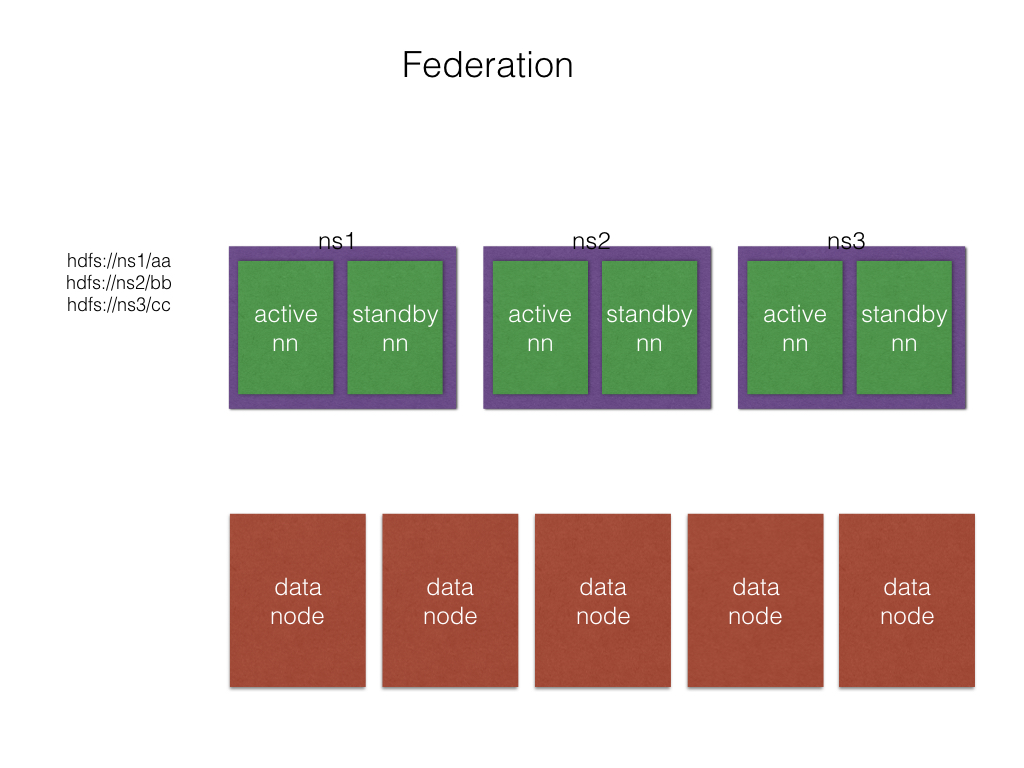 Federation
ns1
ns2
ns3
hdfs://ns1/aa
hdfs://ns2/bb
hdfs://ns3/cc
active
nn
standby
nn
active
nn
standby
nn
active
nn
standby
nn
data
node
data
node
data
node
data
node
data
node